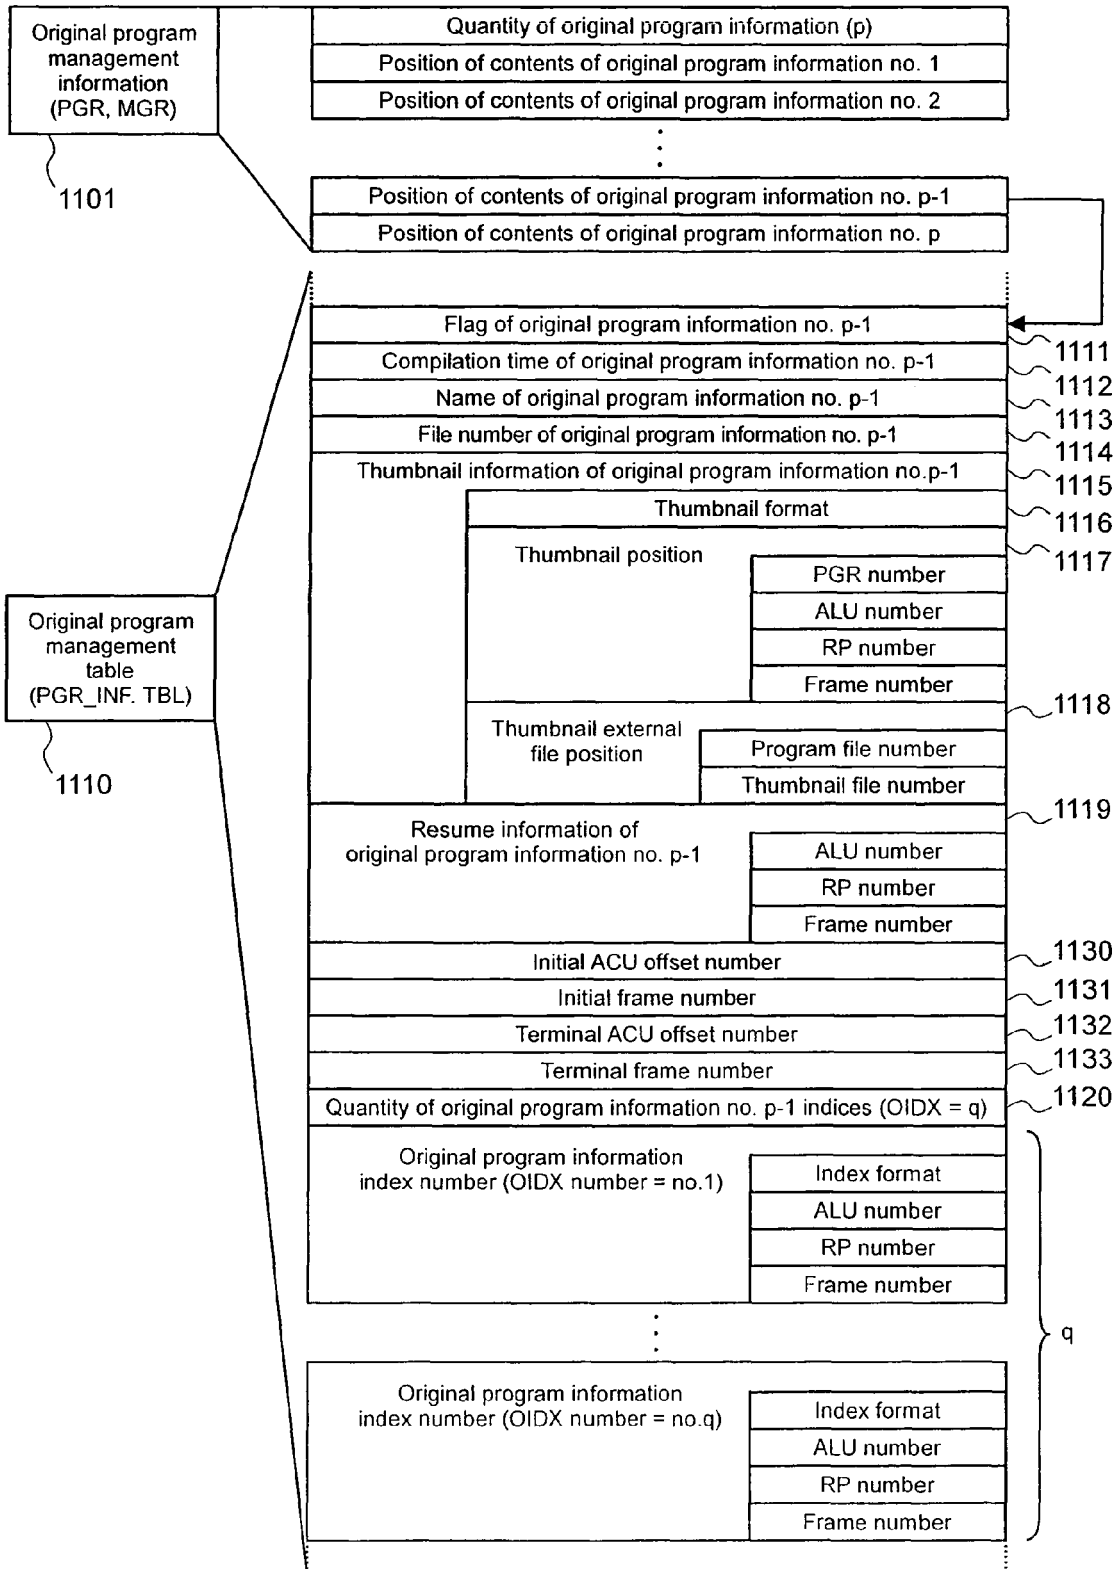 Original program
management
information
(PGR, MGR)
1101
Quantity of original program information (p)
Position of contents of original program information no. 1
Position of contents of original program information no. 2
Position of contents of original program information no. p-1
Position of contents of original program information no. p
Original program
management
table
(PGR_INF. TBL)
1110
Flag of original program information no. p-1
1111
Compilation time of original program information no. p-1
1112
Name of original program information no. p-1
1113
File number of original program information no. p-1
1114
Thumbnail information of original program information no.p-1
1115
Thumbnail format
1116
Thumbnail position
1117
PGR number
ALU number
RP number
Frame number
Thumbnail external
file position
1118
Program file number
Thumbnail file number
Resume information of
original program information no. p-1
1119
ALU number
RP number
Frame number
Initial ACU offset number
1130
Initial frame number
1131
Terminal ACU offset number
1132
Terminal frame number
1133
Quantity of original program information no. p-1 indices (OIDX = q)
1120
Original program information
index number (OIDX number = no.1)
Index format
ALU number
RP number
Frame number
q
Original program information
index number (OIDX number = no.q)
Index format
ALU number
RP number
Frame number